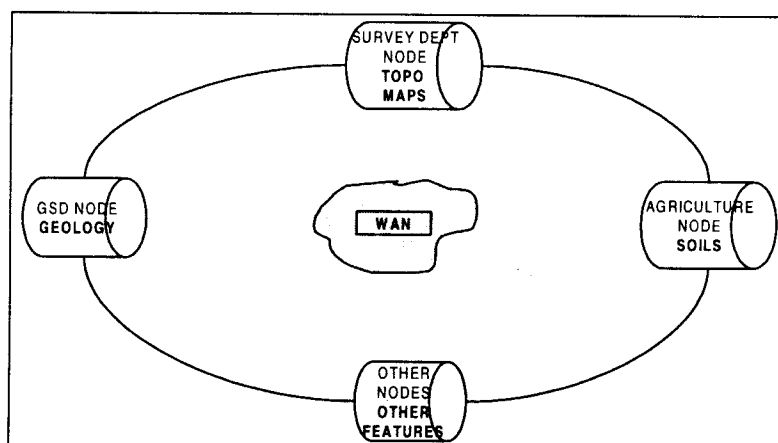 SURVEY DEPT
NODE
TOPO
MAPS
GSD NODE
GEOLOGY
WAN
AGRICULTURE
NODE
SOILS
OTHER
NODES
OTHER
FEATURES